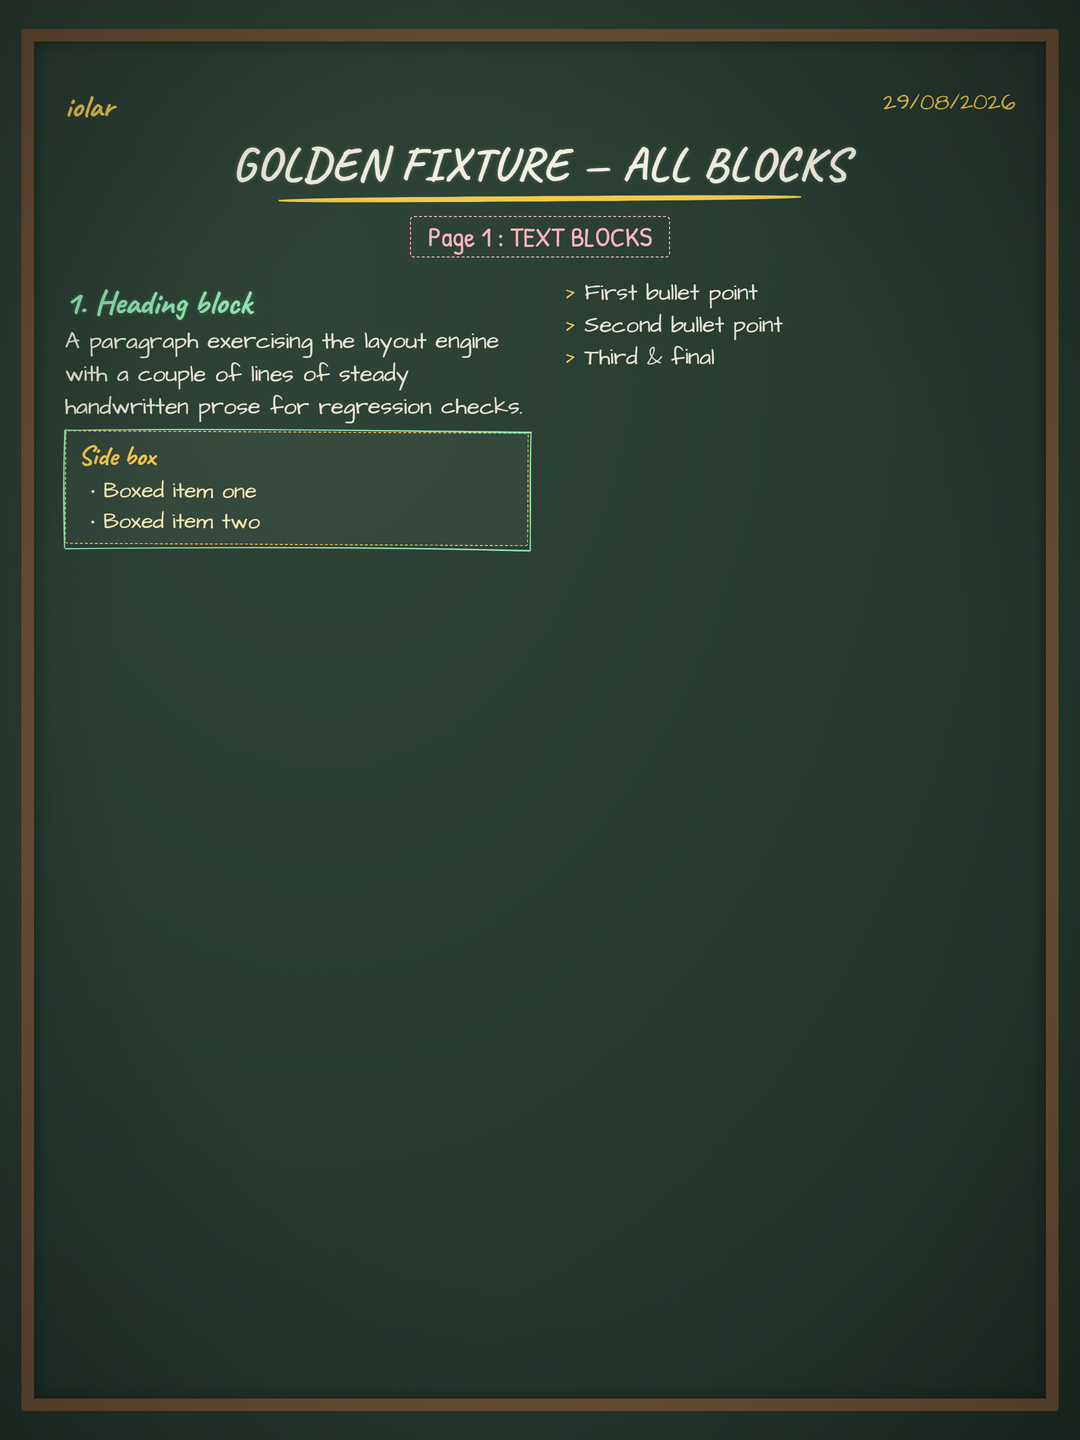 iolar
29/08/2026
GOLDEN FIXTURE – ALL BLOCKS
Page 1 : TEXT BLOCKS
1. Heading block
A paragraph exercising the layout engine
with a couple of lines of steady
handwritten prose for regression checks.
Side box
· Boxed item one
· Boxed item two
> First bullet point
> Second bullet point
> Third & final